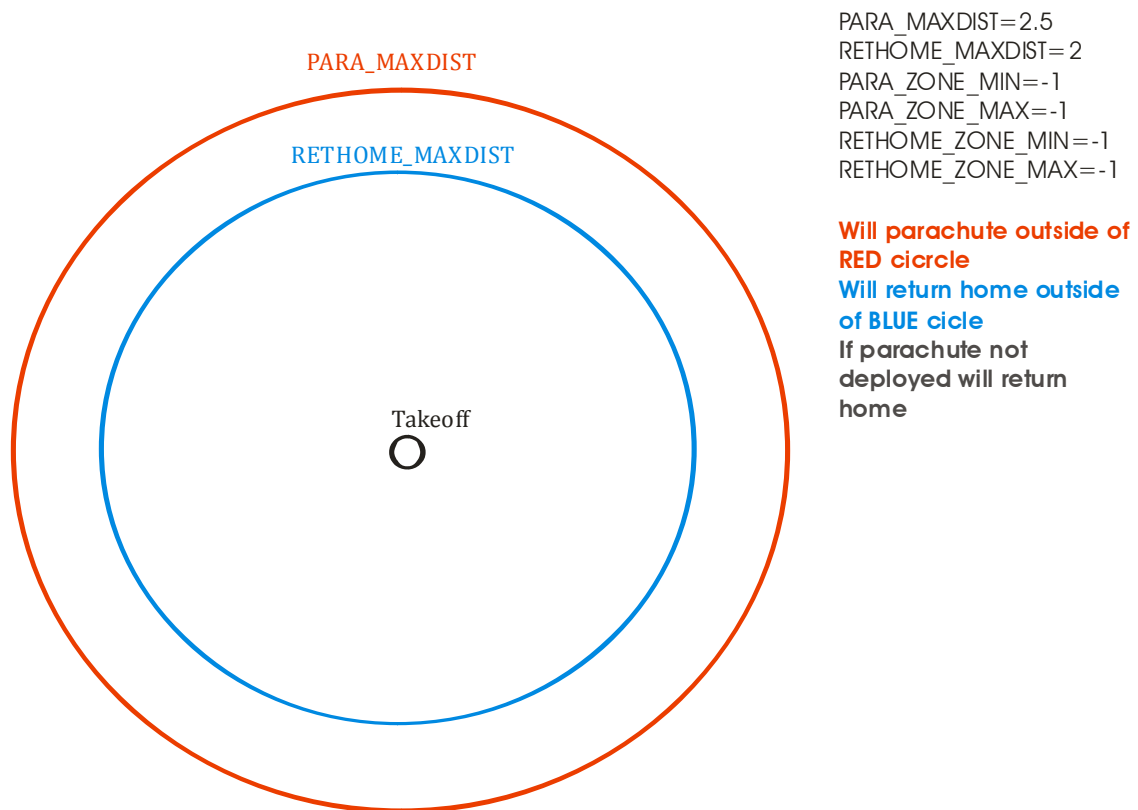 PARA_MAXDIST
RETHOME_MAXDIST
Takeoff
PARA_MAXDIST=2.5
RETHOME_MAXDIST=2
PARA_ZONE_MIN=-1
PARA_ZONE_MAX=-1
RETHOME_ZONE_MIN=-1
RETHOME_ZONE_MAX=-1
Will parachute outside of
RED cicrcle
Will return home outside
of BLUE cicle
If parachute not
deployed will return
home